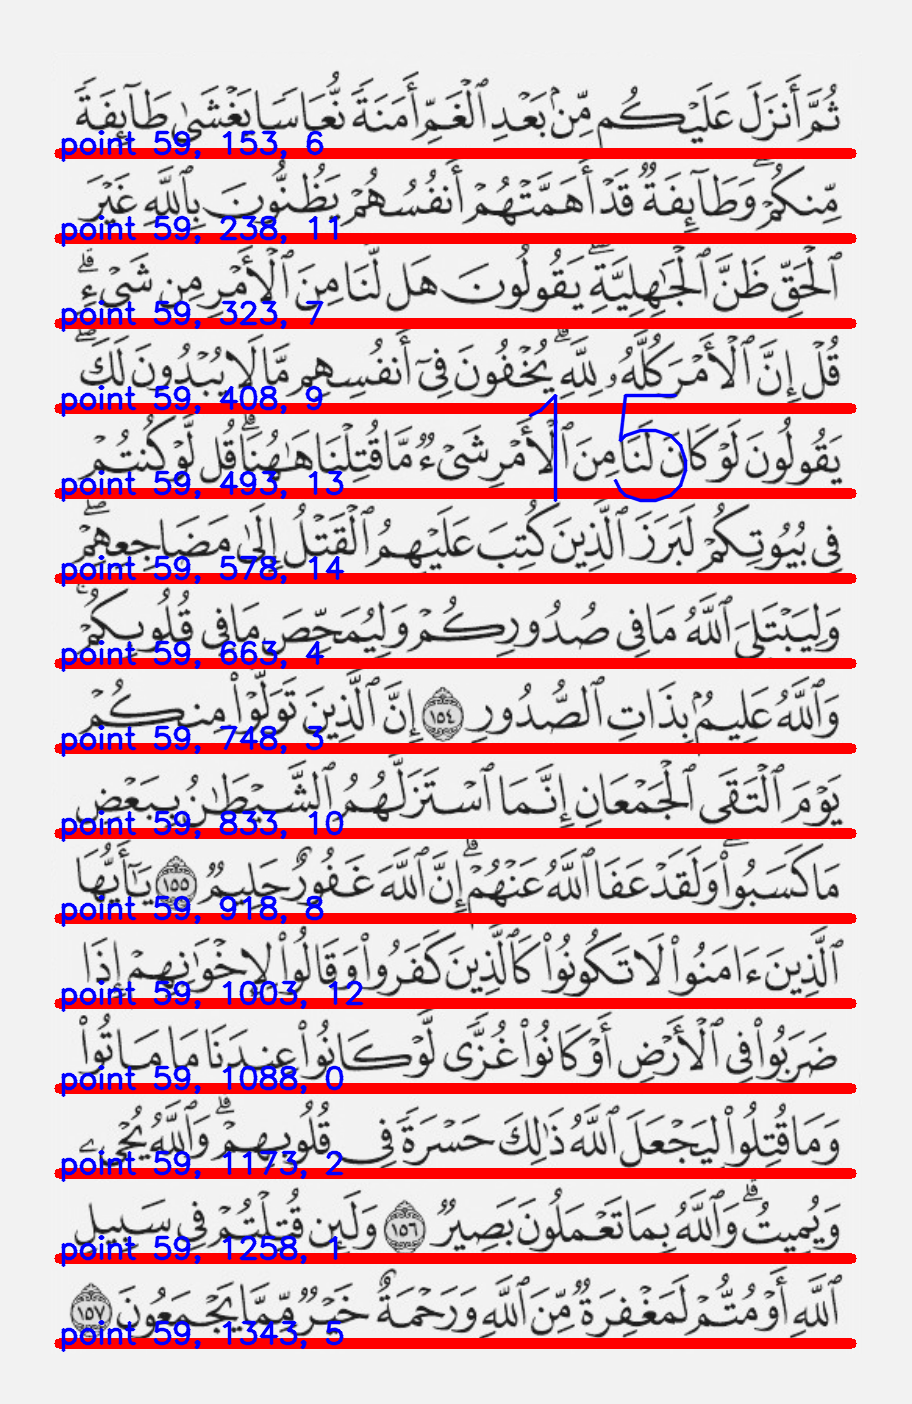 ثُمَّ أَنزَلَ عَلَيْكُم مِّنۢ بَعْدِ ٱلْغَمِّ أَمَنَةً نُّعَاسًا يَغْشَىٰ طَآئِفَةً
point 59, 153, 6
مِّنكُمْ ۖ وَطَآئِفَةٌ قَدْ أَهَمَّتْهُمْ أَنفُسُهُمْ يَظُنُّونَ بِٱللَّهِ غَيْرَ
point 59, 238, 11
ٱلْحَقِّ ظَنَّ ٱلْجَـٰهِلِيَّةِ ۖ يَقُولُونَ هَل لَّنَا مِنَ ٱلْأَمْرِ مِن شَىْءٍ ۗ
point 59, 323, 7
قُلْ إِنَّ ٱلْأَمْرَ كُلَّهُۥ لِلَّهِ ۗ يُخْفُونَ فِىٓ أَنفُسِهِم مَّا لَا يُبْدُونَ لَكَ ۖ
point 59, 408, 9
15
يَقُولُونَ لَوْ كَانَ لَنَا مِنَ ٱلْأَمْرِ شَىْءٌ مَّا قُتِلْنَا هَـٰهُنَا ۗ قُل لَّوْ كُنتُمْ
point 59, 493, 13
فِى بُيُوتِكُمْ لَبَرَزَ ٱلَّذِينَ كُتِبَ عَلَيْهِمُ ٱلْقَتْلُ إِلَىٰ مَضَاجِعِهِمْ ۖ
point 59, 578, 14
وَلِيَبْتَلِىَ ٱللَّهُ مَا فِى صُدُورِكُمْ وَلِيُمَحِّصَ مَا فِى قُلُوبِكُمْ ۗ
point 59, 663, 4
وَٱللَّهُ عَلِيمٌۢ بِذَاتِ ٱلصُّدُورِ ١٥٤ إِنَّ ٱلَّذِينَ تَوَلَّوْا۟ مِنكُمْ
point 59, 748, 3
يَوْمَ ٱلْتَقَى ٱلْجَمْعَانِ إِنَّمَا ٱسْتَزَلَّهُمُ ٱلشَّيْطَـٰنُ بِبَعْضِ
point 59, 833, 10
مَا كَسَبُوا۟ ۖ وَلَقَدْ عَفَا ٱللَّهُ عَنْهُمْ ۗ إِنَّ ٱللَّهَ غَفُورٌ حَلِيمٌ ١٥٥ يَـٰٓأَيُّهَا
point 59, 918, 8
ٱلَّذِينَ ءَامَنُوا۟ لَا تَكُونُوا۟ كَٱلَّذِينَ كَفَرُوا۟ وَقَالُوا۟ لِإِخْوَٰنِهِمْ إِذَا
point 59, 1003, 12
ضَرَبُوا۟ فِى ٱلْأَرْضِ أَوْ كَانُوا۟ غُزًّى لَّوْ كَانُوا۟ عِندَنَا مَا مَاتُوا۟
point 59, 1088, 0
وَمَا قُتِلُوا۟ لِيَجْعَلَ ٱللَّهُ ذَٰلِكَ حَسْرَةً فِى قُلُوبِهِمْ ۗ وَٱللَّهُ يُحْىِۦ
point 59, 1173, 2
وَيُمِيتُ ۗ وَٱللَّهُ بِمَا تَعْمَلُونَ بَصِيرٌ ١٥٦ وَلَئِن قُتِلْتُمْ فِى سَبِيلِ
point 59, 1258, 1
ٱللَّهِ أَوْ مُتُّمْ لَمَغْفِرَةٌ مِّنَ ٱللَّهِ وَرَحْمَةٌ خَيْرٌ مِّمَّا يَجْمَعُونَ ١٥٧
point 59, 1343, 5